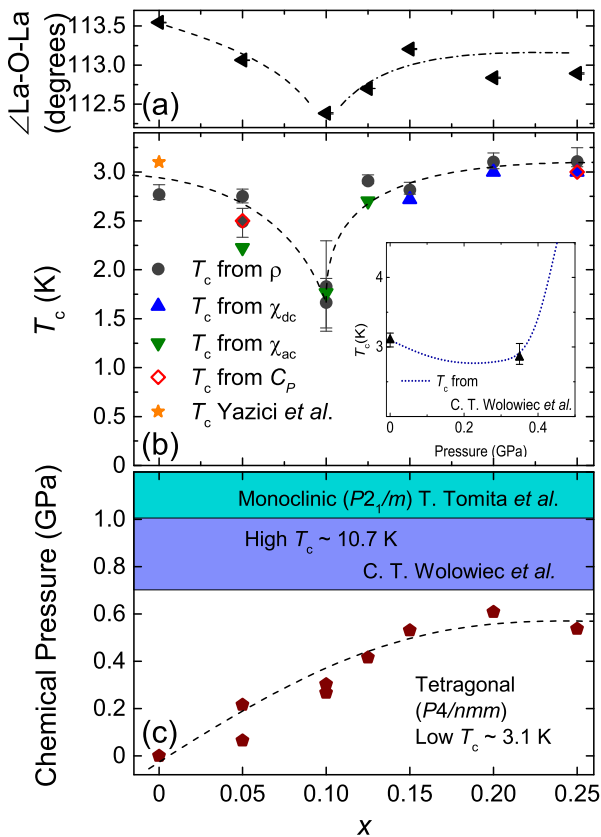 ∠La-O-La
(degrees)
113.5
113.0
112.5
(a)
3.0
2.5
2.0
1.5
1.0
0.5
0
T_c (K)
T_c from ρ
T_c from χ_dc
T_c from χ_ac
T_c from C_P
T_c Yazici et al.
(b)
4
3
T_c(K)
T_c from
C. T. Wolowiec et al.
0.0
0.2
0.4
Pressure (GPa)
Chemical Pressure (GPa)
Monoclinic (P2_1/m) T. Tomita et al.
High T_c ~ 10.7 K
C. T. Wolowiec et al.
1.0
0.8
0.6
0.4
0.2
0
(c)
Tetragonal
(P4/nmm)
Low T_c ~ 3.1 K
0
0.05
0.10
0.15
0.20
0.25
x